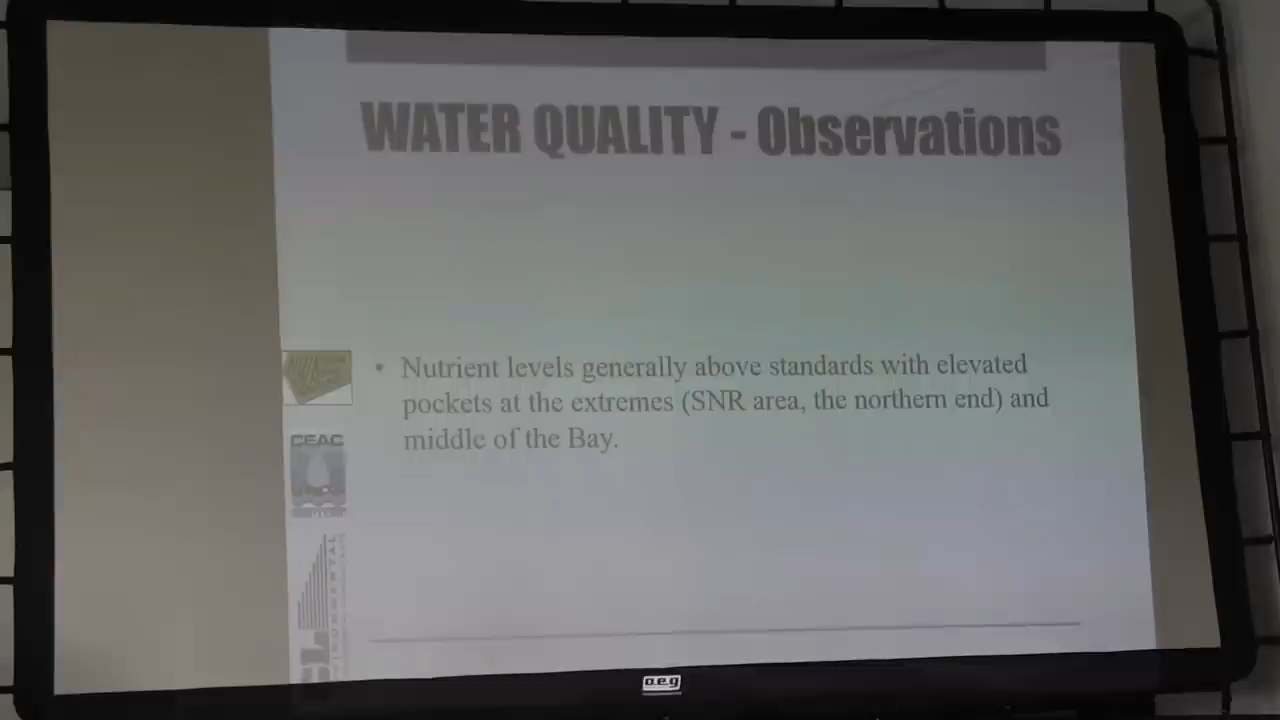 WATER QUALITY - Observations
• Nutrient levels generally above standards with elevated
pockets at the extremes (SNR area, the northern end) and
middle of the Bay.
CEAC
a.e.g